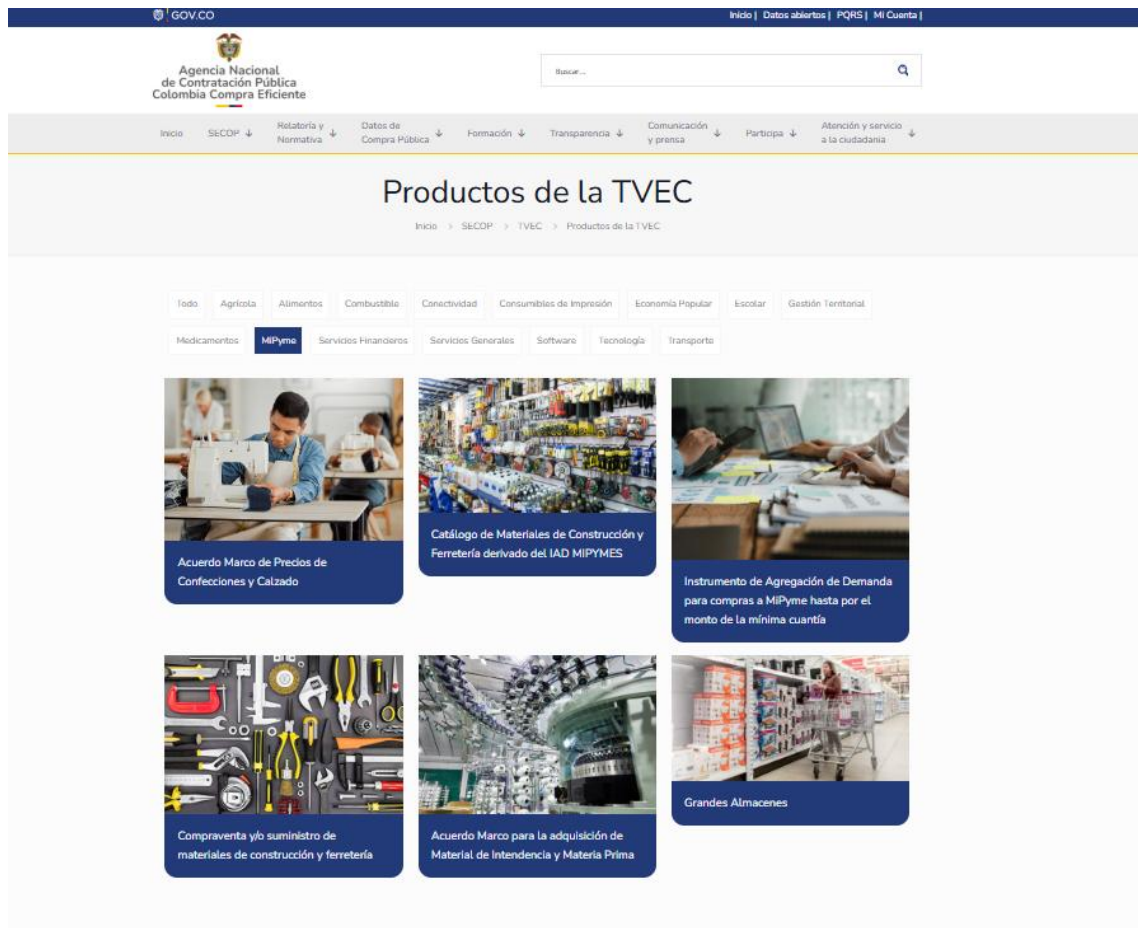 GOV.CO
Inicio | Datos abiertos | PQRS | Mi Cuenta |
Agencia Nacional
de Contratación Pública
Colombia Compra Eficiente
Buscar...
Inicio
SECOP
Relatoría y
Normativa
Datos de
Compra Pública
Formación
Transparencia
Comunicación
y prensa
Participa
Atención y servicio
a la ciudadanía
Productos de la TVEC
Inicio > SECOP > TVEC > Productos de la TVEC
Todo Agrícola Alimentos Combustible Conectividad Consumibles de Impresión Economía Popular Escolar Gestión Territorial
Medicamentos MiPyme Servicios Financieros Servicios Generales Software Tecnología Transporte
Acuerdo Marco de Precios de
Confecciones y Calzado
Catálogo de Materiales de Construcción y
Ferretería derivado del IAD MIPYMES
Instrumento de Agregación de Demanda
para compras a MiPyme hasta por el
monto de la mínima cuantía
Compraventa y/o suministro de
materiales de construcción y ferretería
Acuerdo Marco para la adquisición de
Material de Intendencia y Materia Prima
Grandes Almacenes